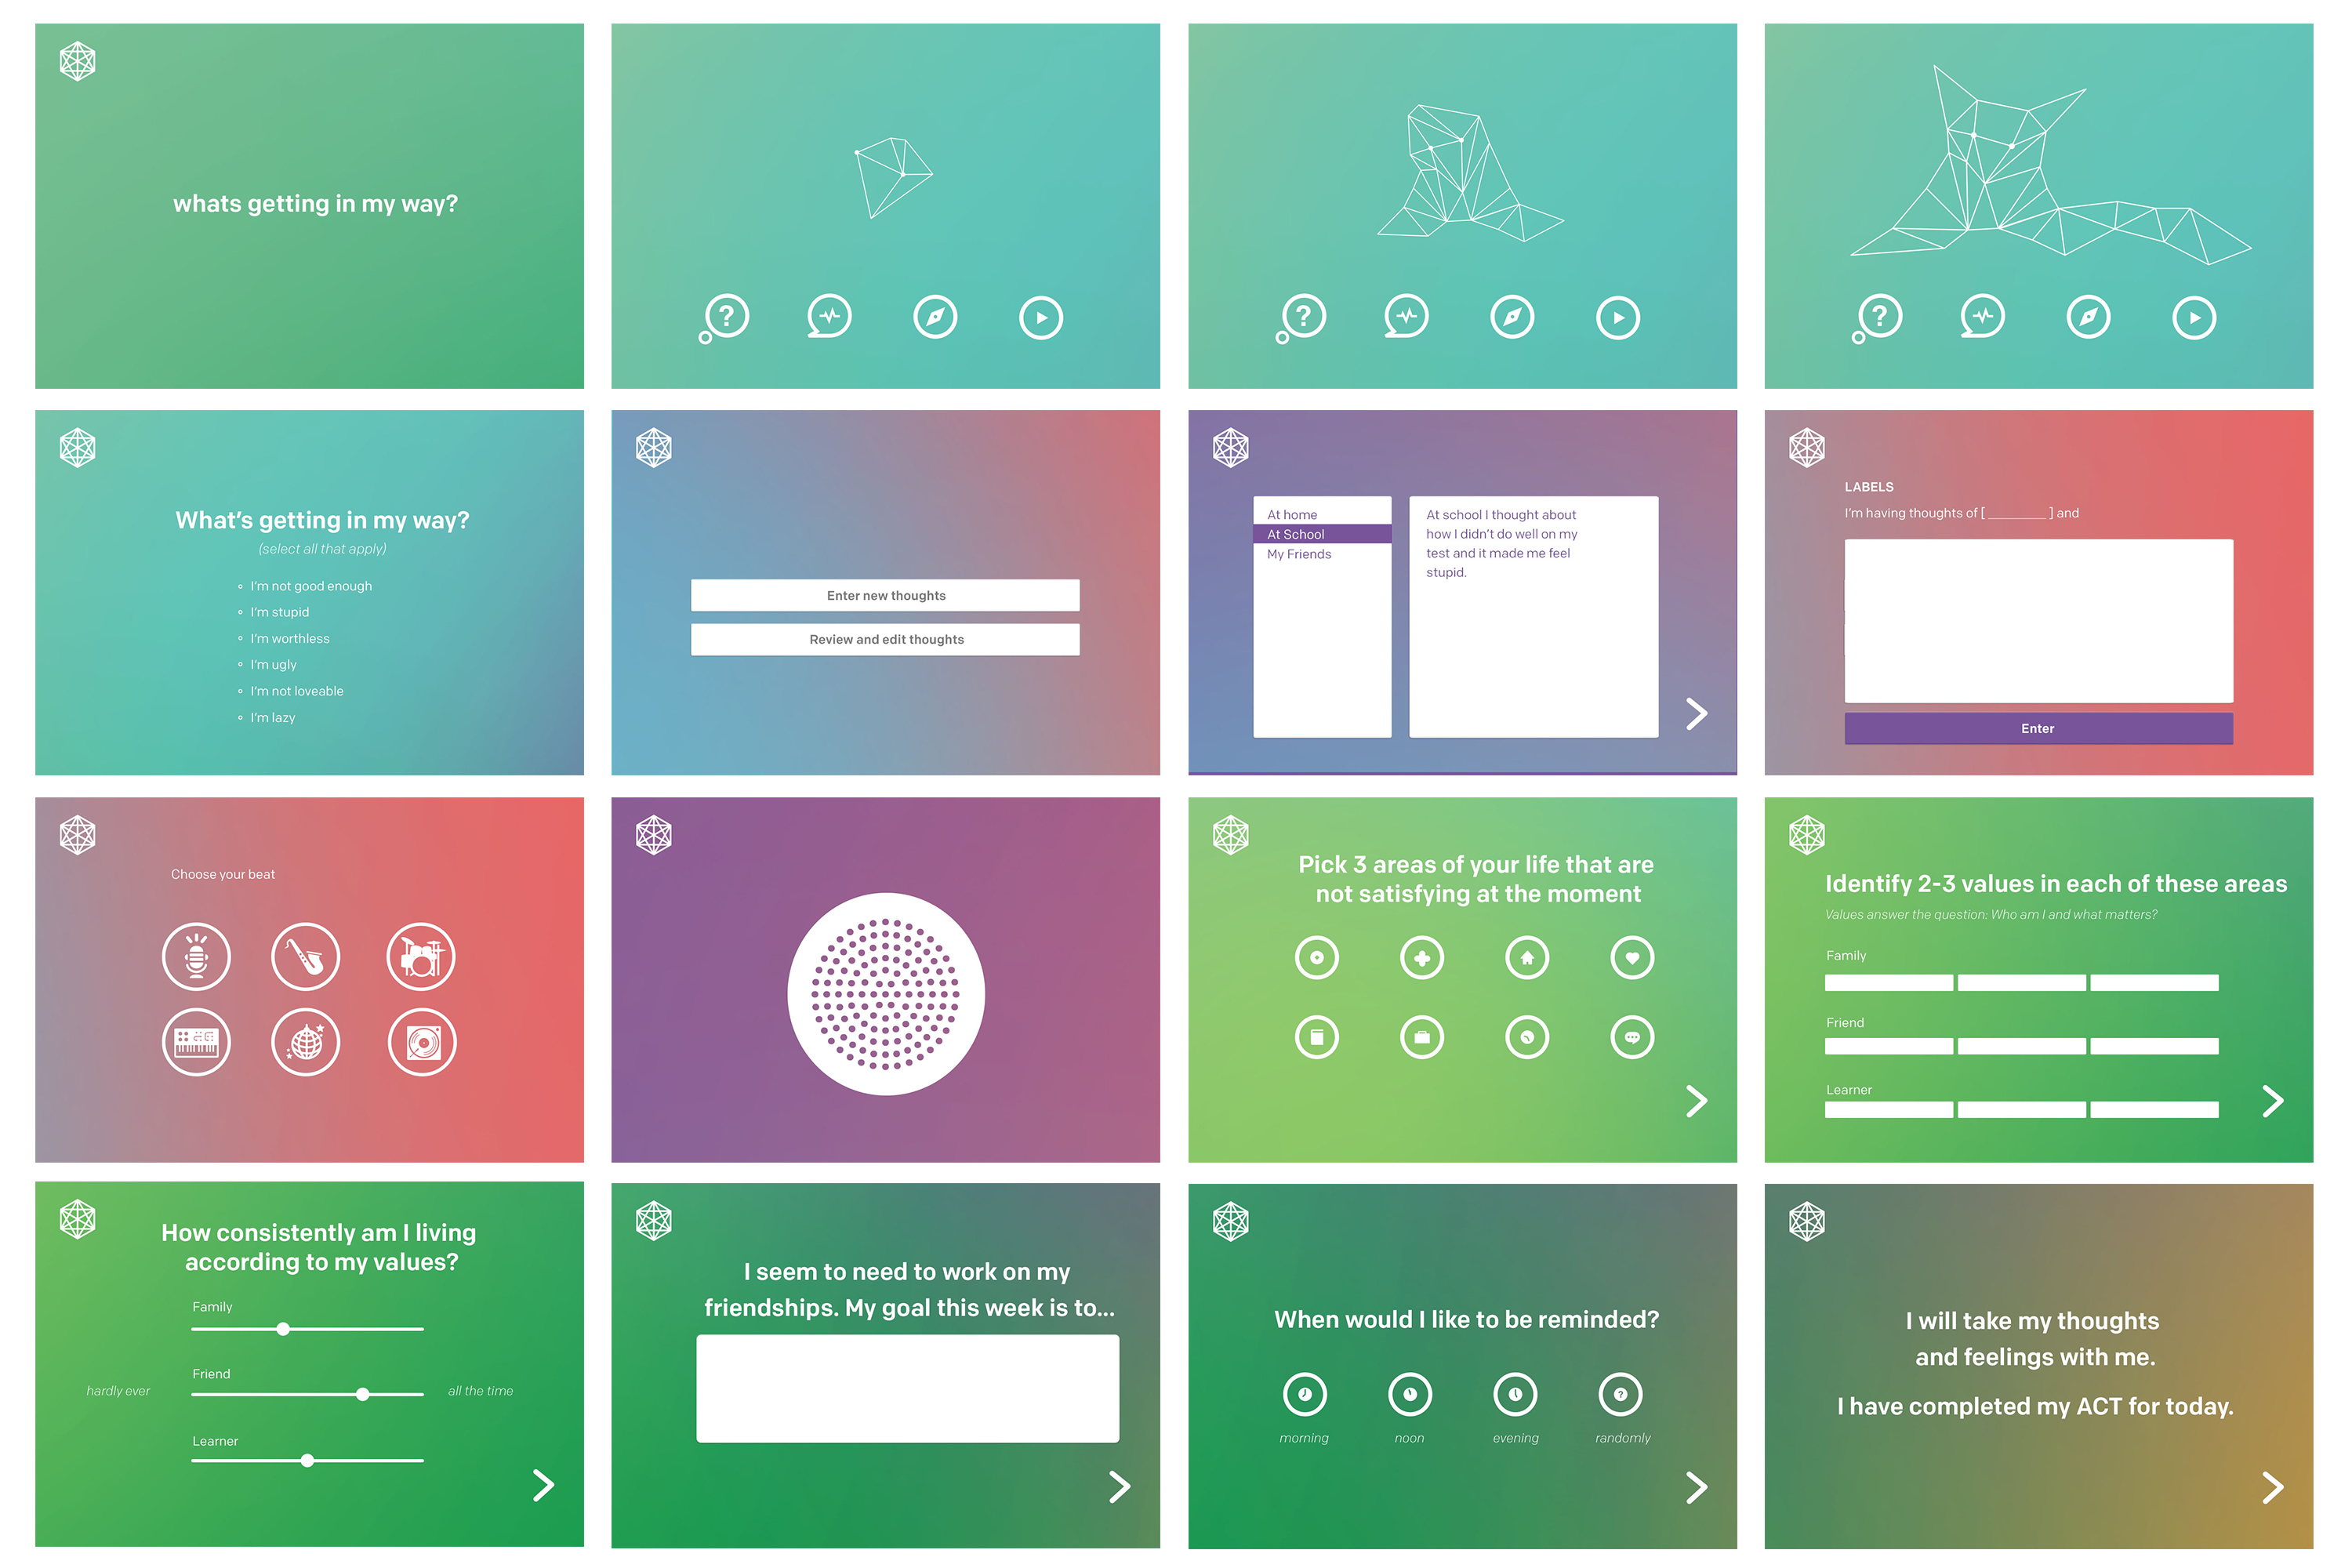 whats getting in my way?
?
?
?
What's getting in my way?
(select all that apply)
I'm not good enough
I'm stupid
I'm worthless
I'm ugly
I'm not loveable
I'm lazy
Enter new thoughts
Review and edit thoughts
At home
At School
My Friends
At school I thought about
how I didn't do well on my
test and it made me feel
stupid.
LABELS
I'm having thoughts of [ ________ ] and
Enter
Choose your beat
Pick 3 areas of your life that are
not satisfying at the moment
Identify 2-3 values in each of these areas
Values answer the question: Who am I and what matters?
Family
Friend
Learner
How consistently am I living
according to my values?
Family
Friend
hardly ever
all the time
Learner
I seem to need to work on my
friendships. My goal this week is to...
When would I like to be reminded?
?
morning
noon
evening
randomly
I will take my thoughts
and feelings with me.
I have completed my ACT for today.